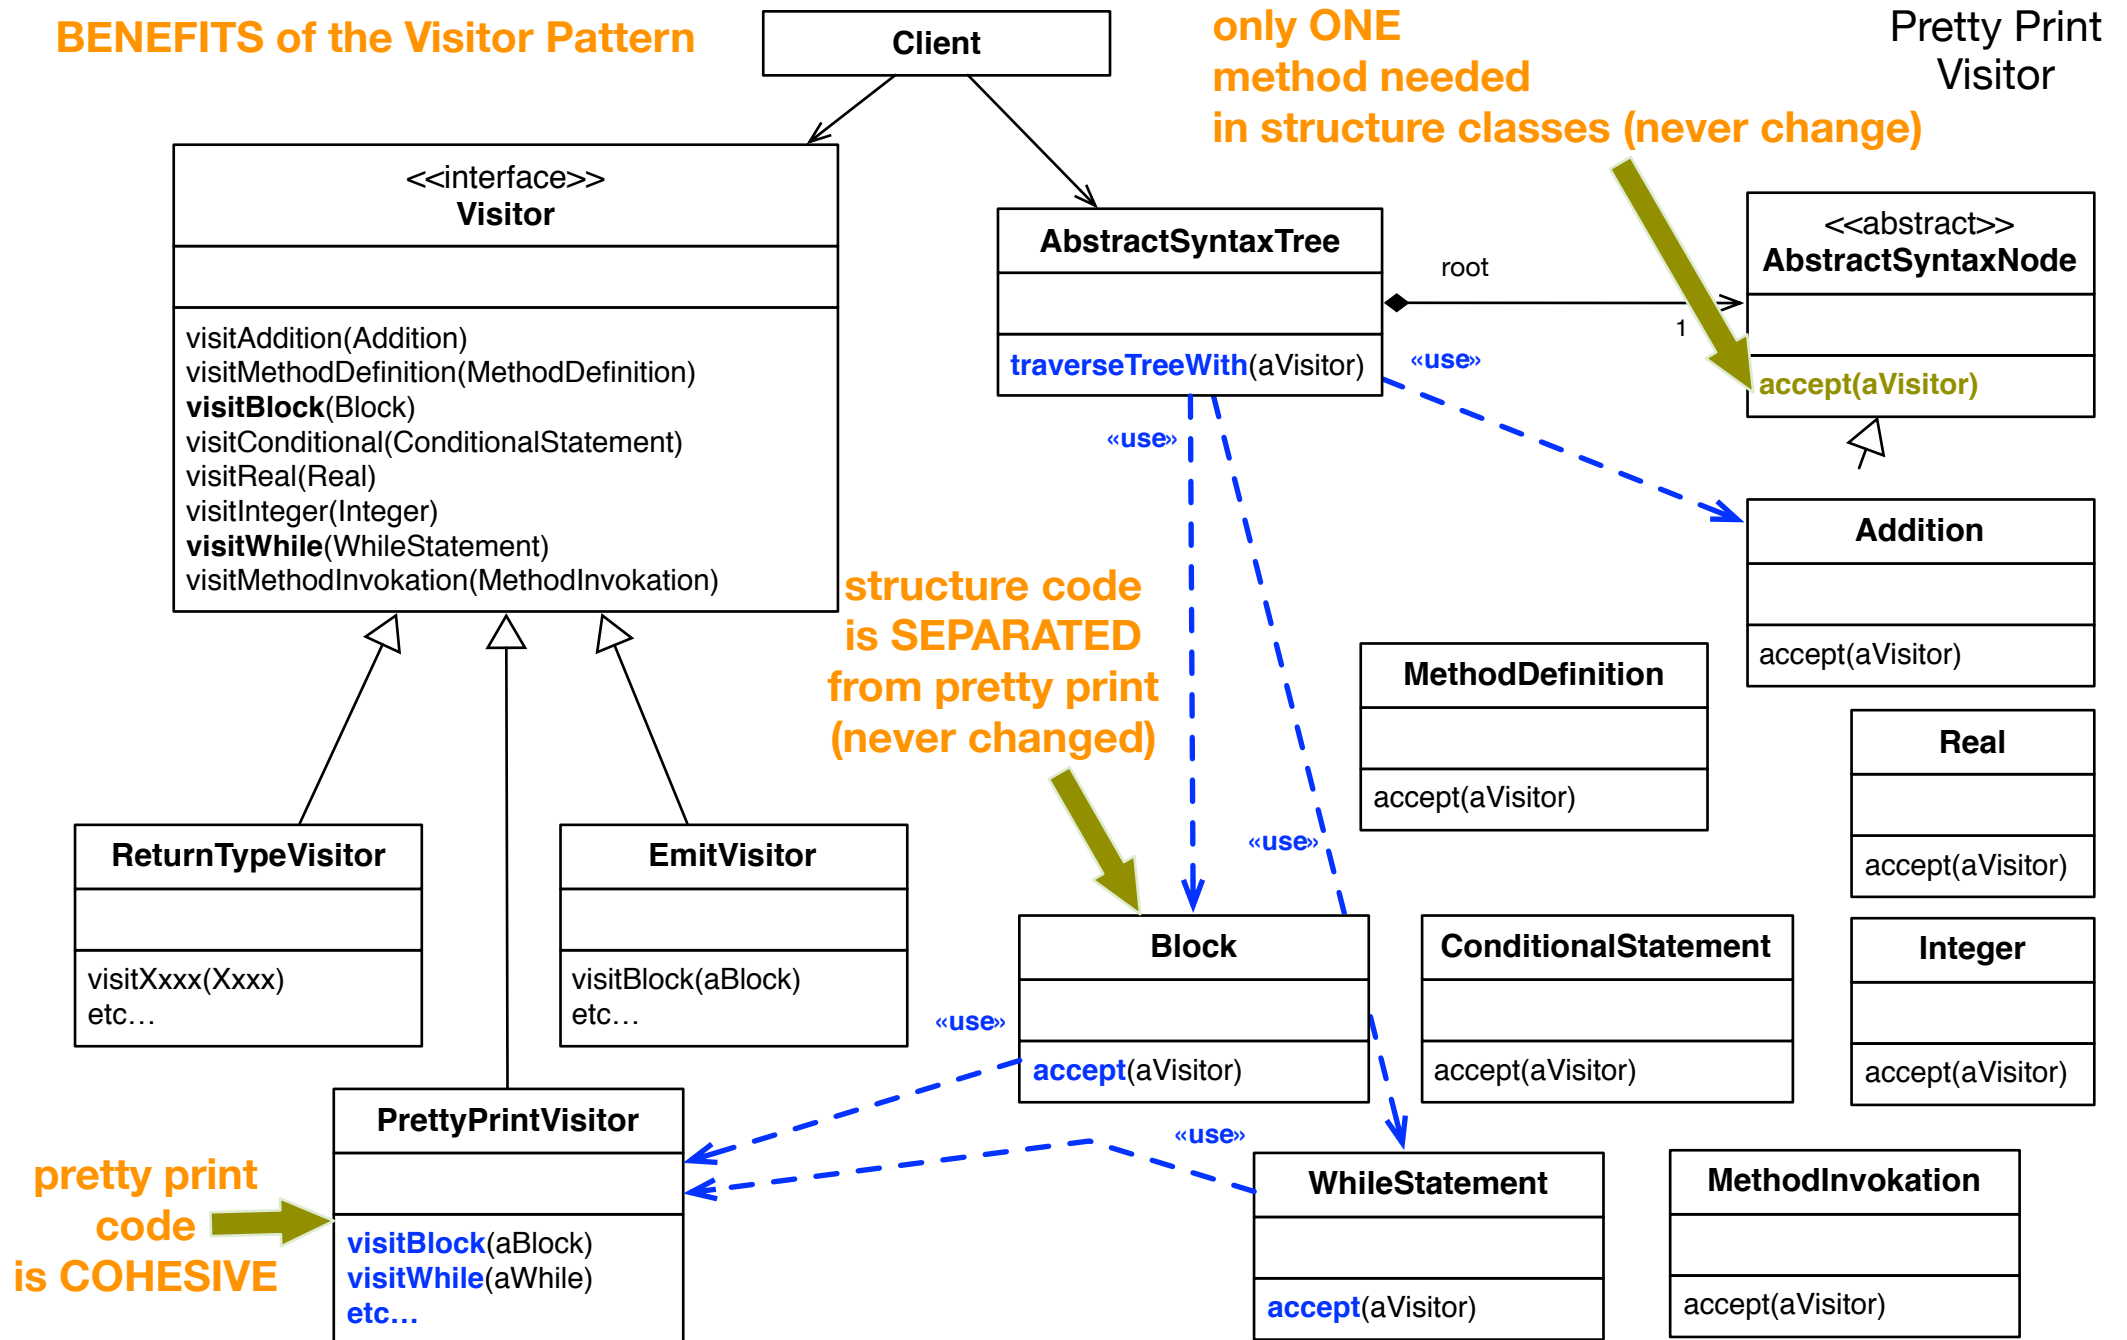 BENEFITS of the Visitor Pattern
Client
only ONE
method needed
in structure classes (never change)
Pretty Print
Visitor
<<interface>>
Visitor
visitAddition(Addition)
visitMethodDefinition(MethodDefinition)
visitBlock(Block)
visitConditional(ConditionalStatement)
visitReal(Real)
visitInteger(Integer)
visitWhile(WhileStatement)
visitMethodInvokation(MethodInvokation)
AbstractSyntaxTree
traverseTreeWith(aVisitor)
root
1
<<abstract>>
AbstractSyntaxNode
accept(aVisitor)
«use»
«use»
Addition
accept(aVisitor)
structure code
is SEPARATED
from pretty print
(never changed)
MethodDefinition
accept(aVisitor)
Real
accept(aVisitor)
«use»
ReturnTypeVisitor
visitXxxx(Xxxx)
etc...
EmitVisitor
visitBlock(aBlock)
etc...
Block
accept(aVisitor)
ConditionalStatement
accept(aVisitor)
Integer
accept(aVisitor)
«use»
PrettyPrintVisitor
visitBlock(aBlock)
visitWhile(aWhile)
etc...
pretty print
code
is COHESIVE
«use»
WhileStatement
accept(aVisitor)
MethodInvokation
accept(aVisitor)